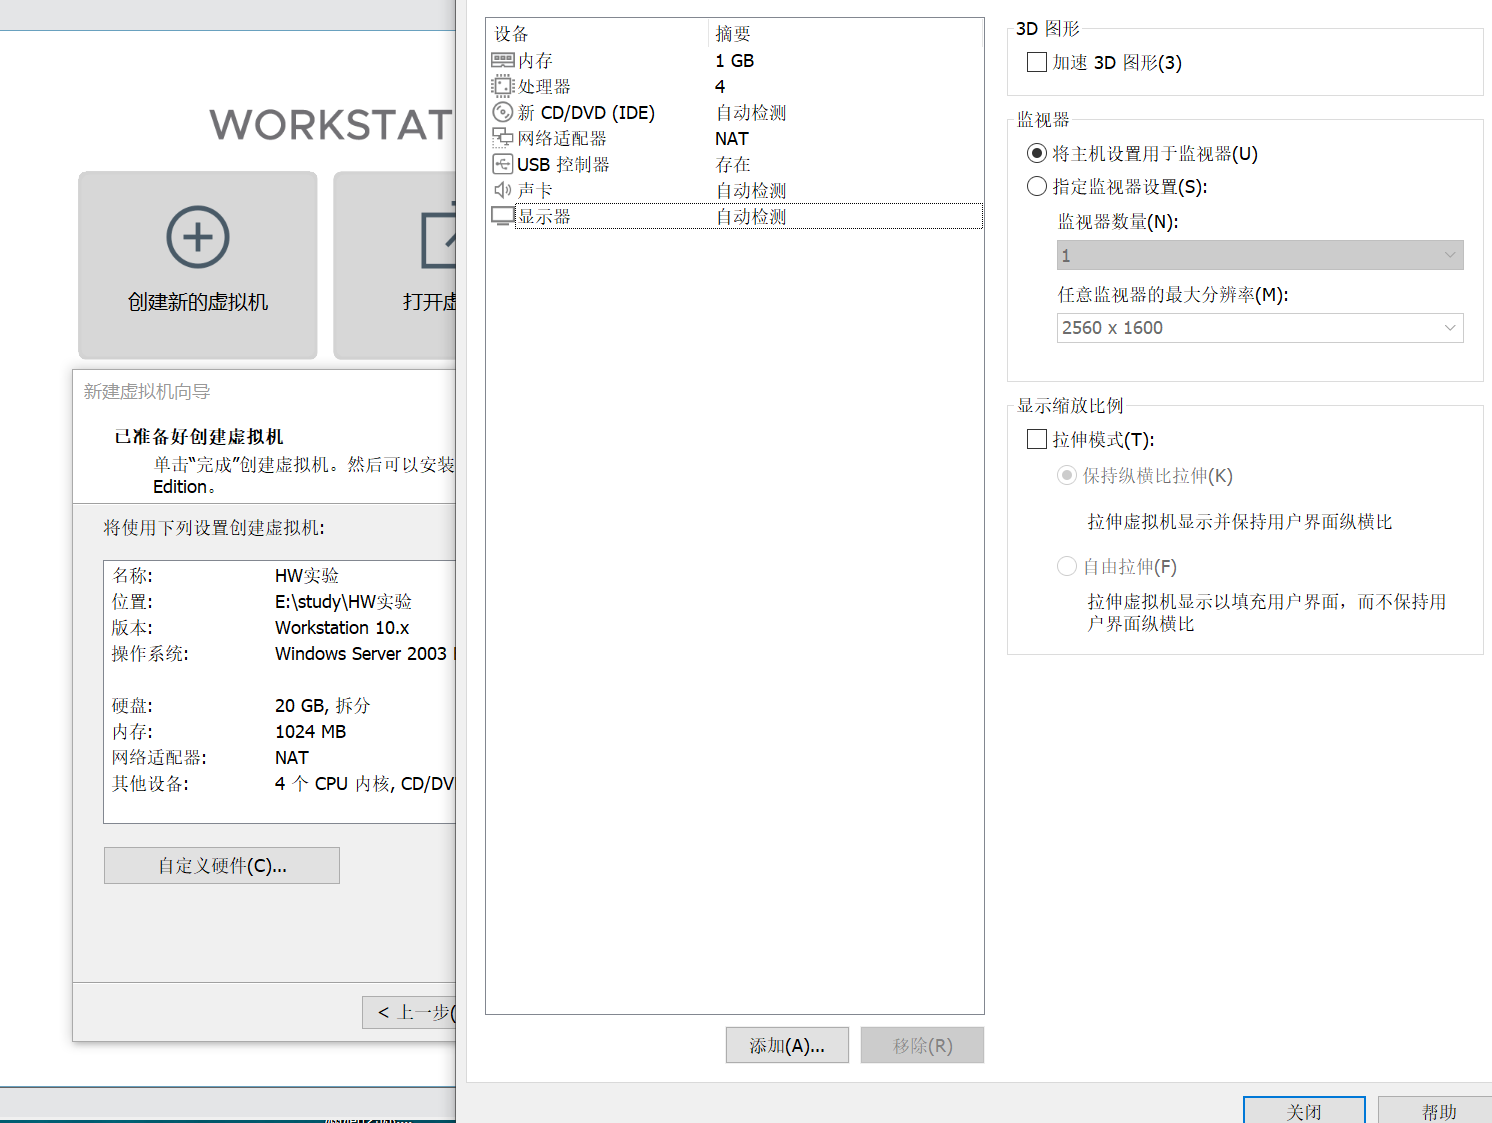 WORKSTAT
创建新的虚拟机
打开虚
新建虚拟机向导
已准备好创建虚拟机
单击“完成”创建虚拟机。然后可以安装
Edition。
将使用下列设置创建虚拟机:
名称: HW实验
位置: E:\study\HW实验
版本: Workstation 10.x
操作系统: Windows Server 2003
硬盘: 20 GB, 拆分
内存: 1024 MB
网络适配器: NAT
其他设备: 4 个 CPU 内核, CD/DV
自定义硬件(C)...
< 上一步(
设备 摘要
内存 1 GB
处理器 4
新 CD/DVD (IDE) 自动检测
网络适配器 NAT
USB 控制器 存在
声卡 自动检测
显示器 自动检测
添加(A)...
移除(R)
3D 图形
加速 3D 图形(3)
监视器
将主机设置用于监视器(U)
指定监视器设置(S):
监视器数量(N):
1
任意监视器的最大分辨率(M):
2560 x 1600
显示缩放比例
拉伸模式(T):
保持纵横比拉伸(K)
拉伸虚拟机显示并保持用户界面纵横比
自由拉伸(F)
拉伸虚拟机显示以填充用户界面，而不保持用
户界面纵横比
关闭
帮助